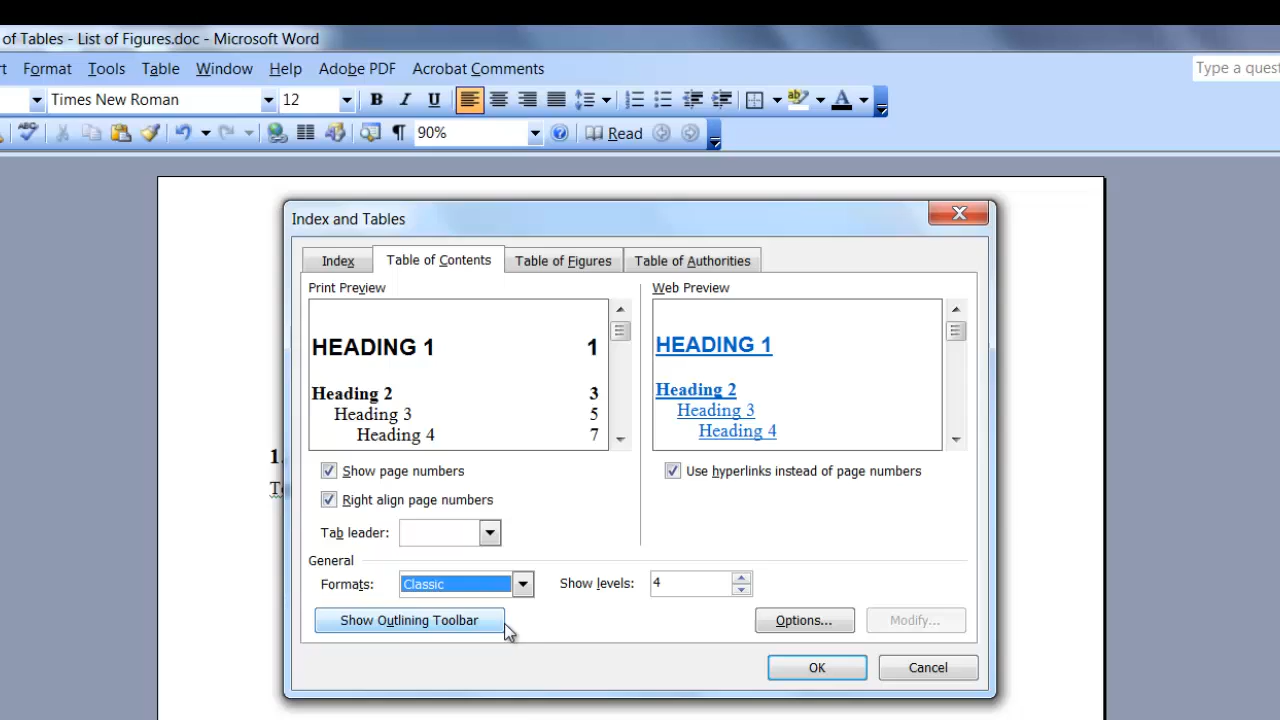 of Tables - List of Figures.doc - Microsoft Word
Format Tools Table Window Help Adobe PDF Acrobat Comments
Type a quest
Times New Roman 12 B I U A
ABC 90% Read
Index and Tables
Index Table of Contents Table of Figures Table of Authorities
Print Preview Web Preview
HEADING 1 1 HEADING 1
Heading 2 3 Heading 2
Heading 3 5 Heading 3
Heading 4 7 Heading 4
1.
Show page numbers Use hyperlinks instead of page numbers
Right align page numbers
Tab leader:
General
Formats: Classic Show levels: 4
Show Outlining Toolbar Options... Modify...
OK Cancel